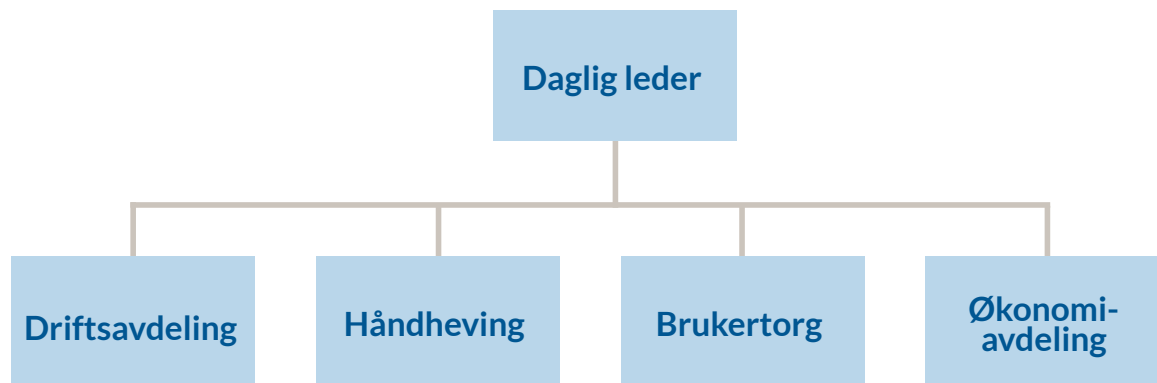 Daglig leder
Driftsavdeling
Håndheving
Brukertorg
Økonomi-
avdeling